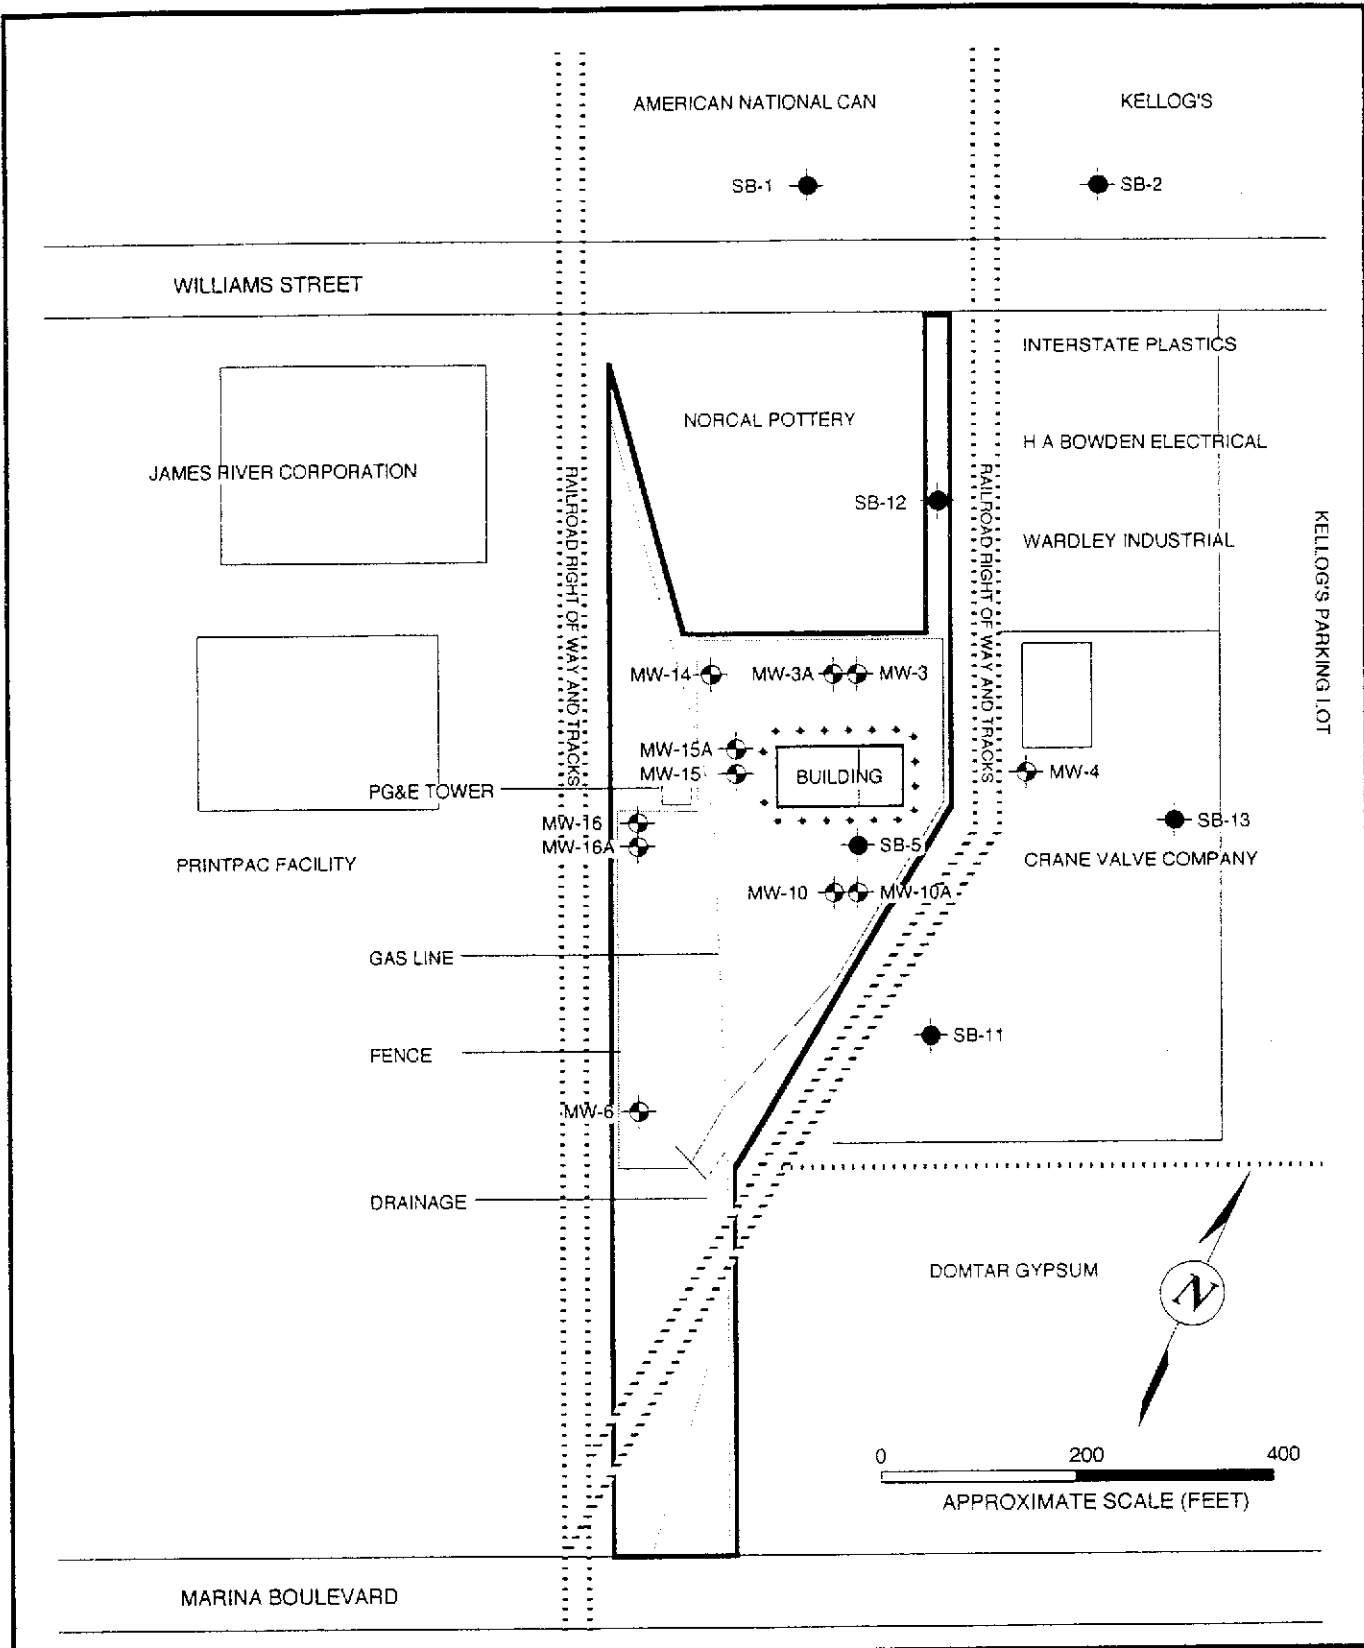 AMERICAN NATIONAL CAN
KELLOG'S
SB-1
SB-2
WILLIAMS STREET
INTERSTATE PLASTICS
NORCAL POTTERY
H A BOWDEN ELECTRICAL
JAMES RIVER CORPORATION
RAILROAD RIGHT OF WAY AND TRACKS
SB-12
RAILROAD RIGHT OF WAY AND TRACKS
WARDLEY INDUSTRIAL
KELLOG'S PARKING LOT
MW-14
MW-3A
MW-3
MW-15A
MW-15
BUILDING
MW-4
PG&E TOWER
MW-16
MW-16A
SB-5
SB-13
PRINTPAC FACILITY
CRANE VALVE COMPANY
MW-10
MW-10A
GAS LINE
SB-11
FENCE
MW-6
DRAINAGE
DOMTAR GYPSUM
N
0 200 400
APPROXIMATE SCALE (FEET)
MARINA BOULEVARD